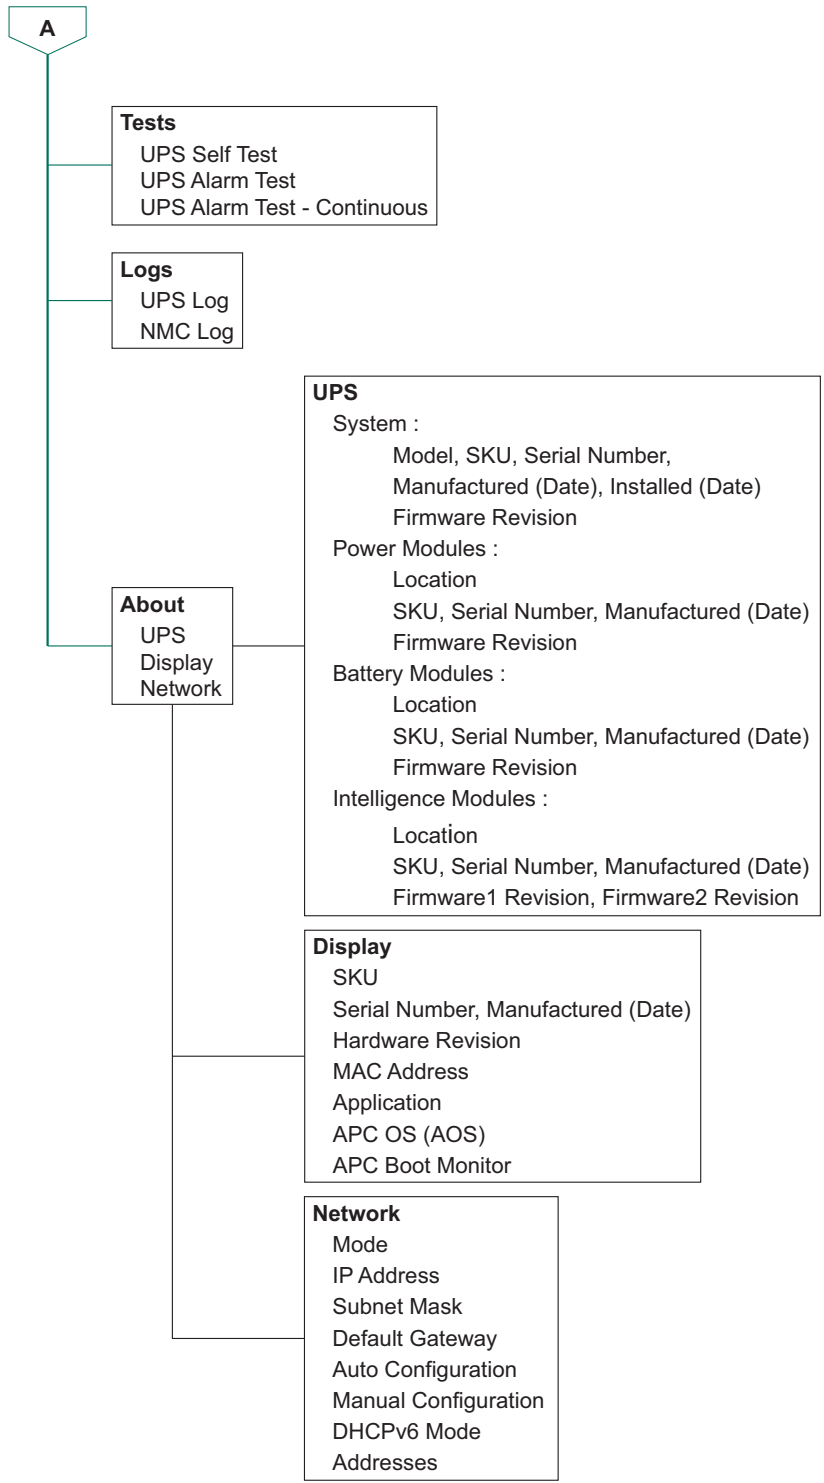 A
Tests
UPS Self Test
UPS Alarm Test
UPS Alarm Test - Continuous
Logs
UPS Log
NMC Log
About
UPS
Display
Network
UPS
System :
Model, SKU, Serial Number,
Manufactured (Date), Installed (Date)
Firmware Revision
Power Modules :
Location
SKU, Serial Number, Manufactured (Date)
Firmware Revision
Battery Modules :
Location
SKU, Serial Number, Manufactured (Date)
Firmware Revision
Intelligence Modules :
Location
SKU, Serial Number, Manufactured (Date)
Firmware1 Revision, Firmware2 Revision
Display
SKU
Serial Number, Manufactured (Date)
Hardware Revision
MAC Address
Application
APC OS (AOS)
APC Boot Monitor
Network
Mode
IP Address
Subnet Mask
Default Gateway
Auto Configuration
Manual Configuration
DHCPv6 Mode
Addresses